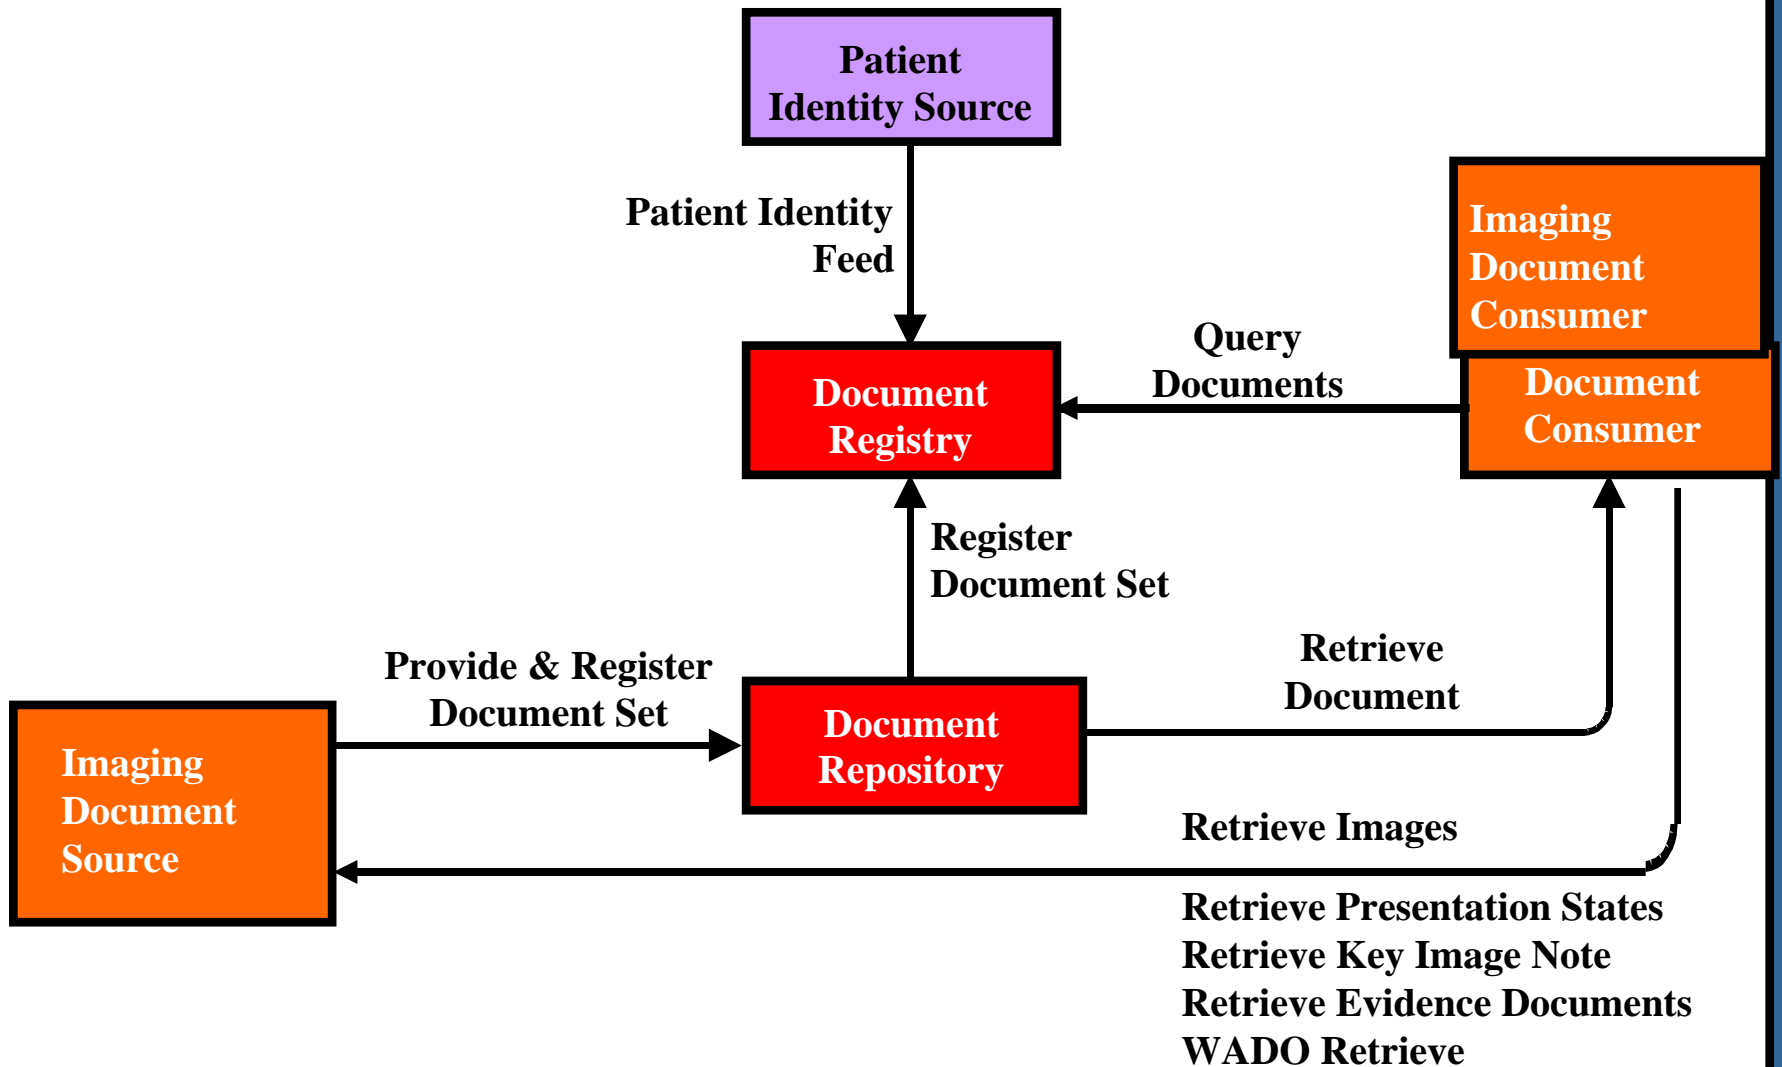 Patient
Identity Source
Patient Identity
Feed
Imaging
Document
Consumer
Query
Documents
Document
Consumer
Document
Registry
Register
Document Set
Retrieve
Document
Provide & Register
Document Set
Document
Repository
Imaging
Document
Source
Retrieve Images
Retrieve Presentation States
Retrieve Key Image Note
Retrieve Evidence Documents
WADO Retrieve